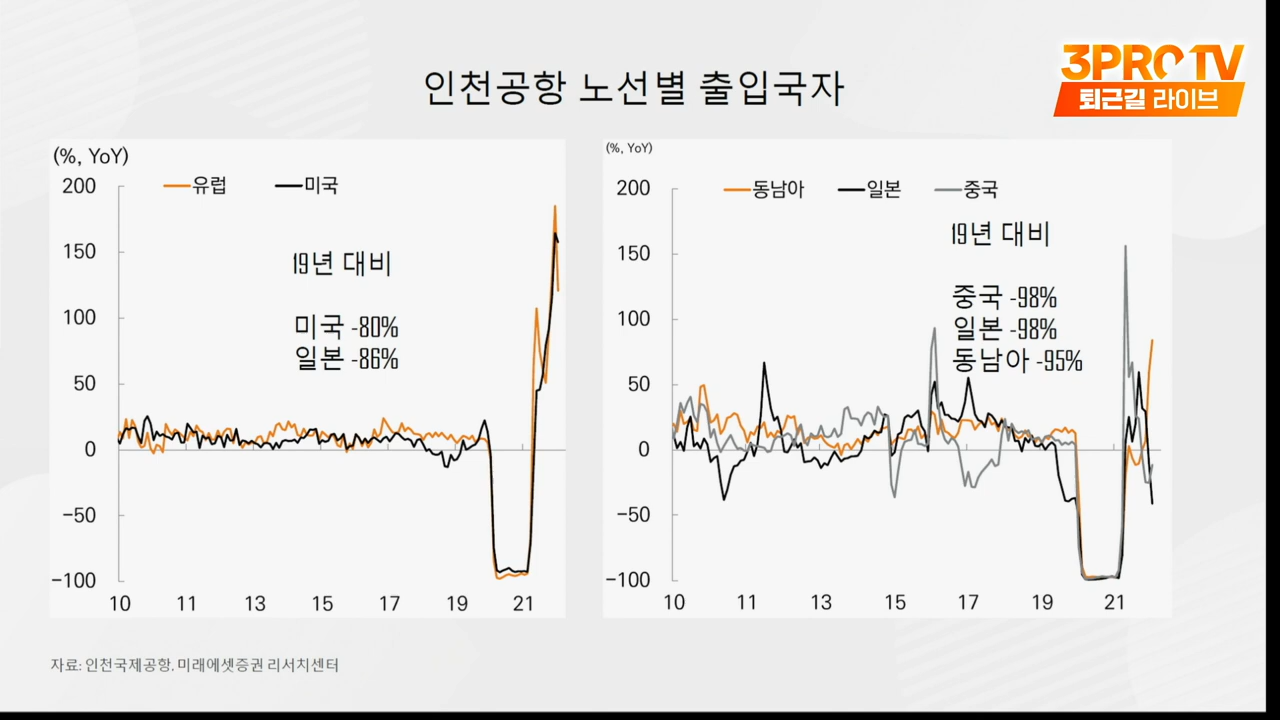 3PRO TV
퇴근길 라이브
인천공항 노선별 출입국자
(%, YoY)
유럽 미국
200
150
100
50
0
−50
−100
10 11 13 15 17 19 21
19년 대비
미국 -80%
일본 -86%
(%, YoY)
동남아 일본 중국
200
150
100
50
0
−50
−100
10 11 13 15 17 19 21
19년 대비
중국 -98%
일본 -98%
동남아 -95%
자료: 인천국제공항, 미래에셋증권 리서치센터